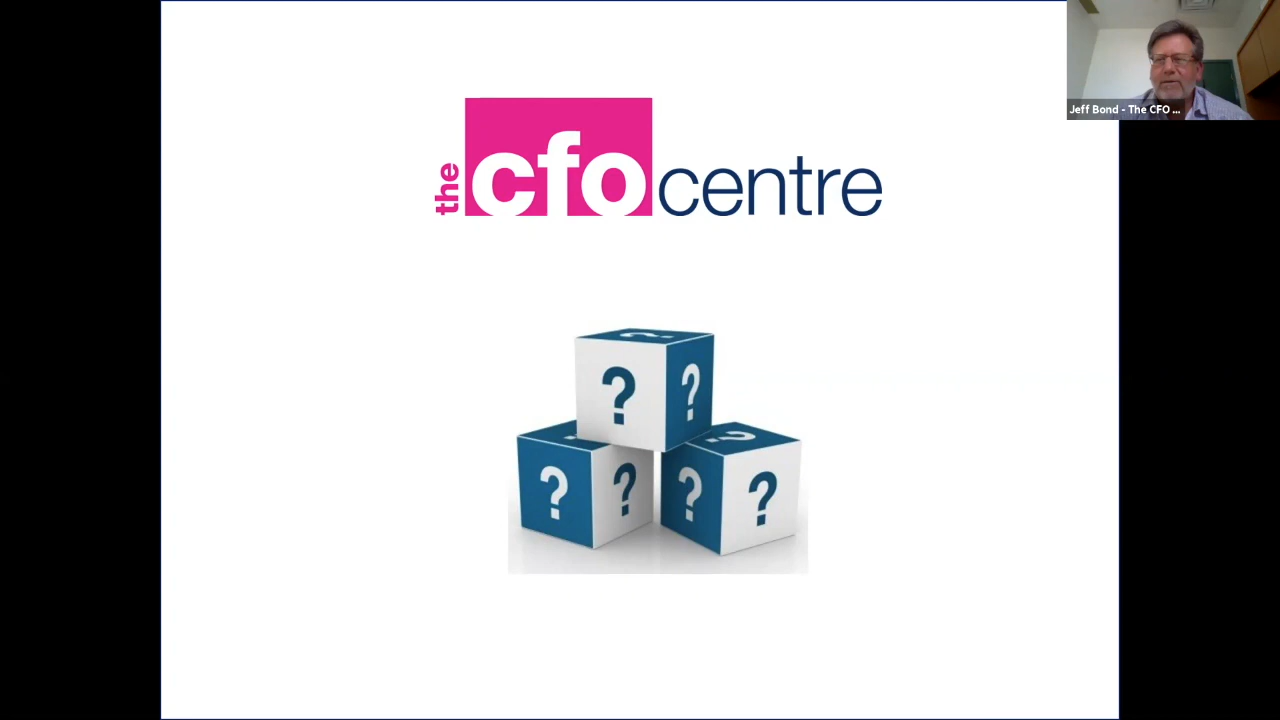 the cfo centre
Jeff Bond - The CFO ...
?
? ?
? ? ? ?